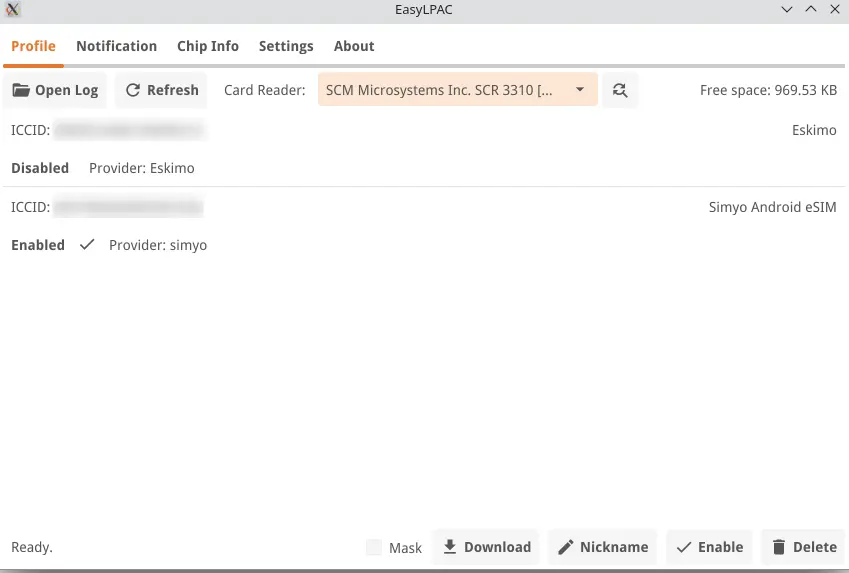 EasyLPAC
Profile Notification Chip Info Settings About
Open Log Refresh Card Reader: SCM Microsystems Inc. SCR 3310 [... Free space: 969.53 KB
ICCID: Eskimo
Disabled Provider: Eskimo
ICCID: Simyo Android eSIM
Enabled Provider: simyo
Ready. Mask Download Nickname Enable Delete